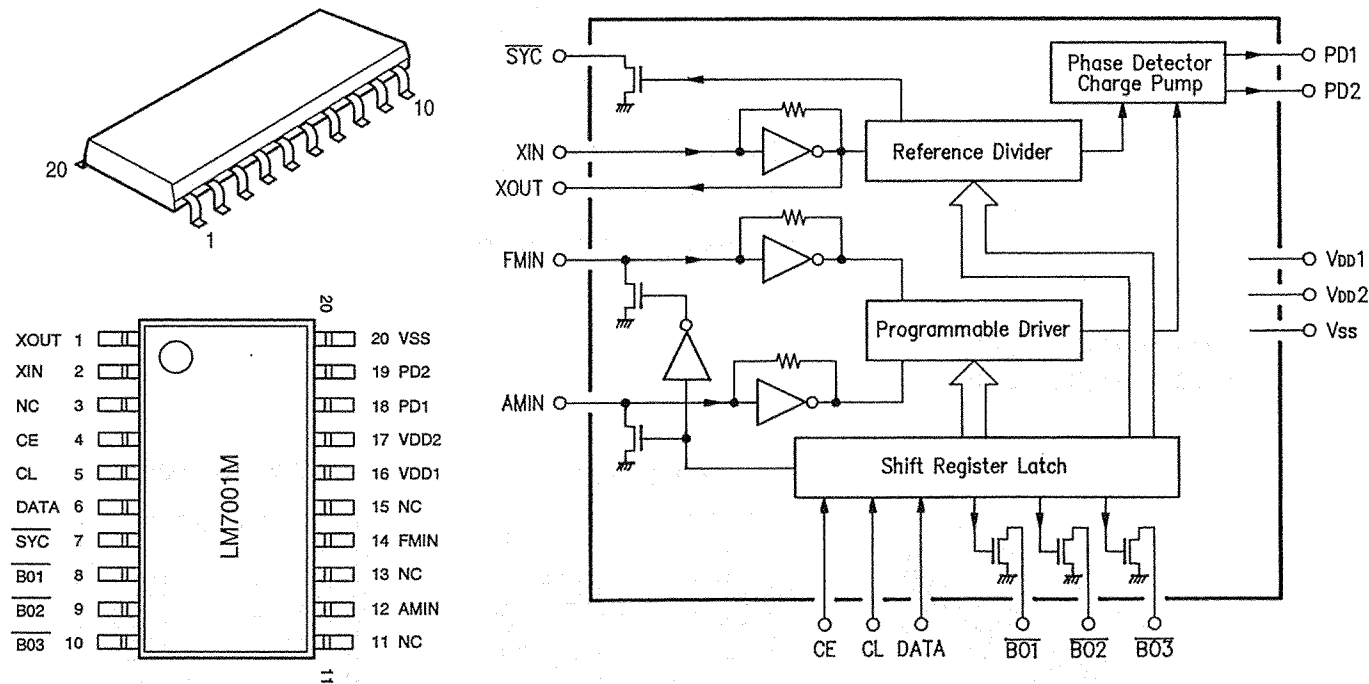 20
10
1
20
XOUT 1
XIN 2
NC 3
CE 4
CL 5
DATA 6
SYC 7
B01 8
B02 9
B03 10
LM7001M
20 VSS
19 PD2
18 PD1
17 VDD2
16 VDD1
15 NC
14 FMIN
13 NC
12 AMIN
11 NC
11
SYC
XIN
XOUT
FMIN
AMIN
Phase Detector
Charge Pump
PD1
PD2
Reference Divider
VDD1
VDD2
Vss
Programmable Driver
Shift Register Latch
CE CL DATA BO1 BO2 BO3